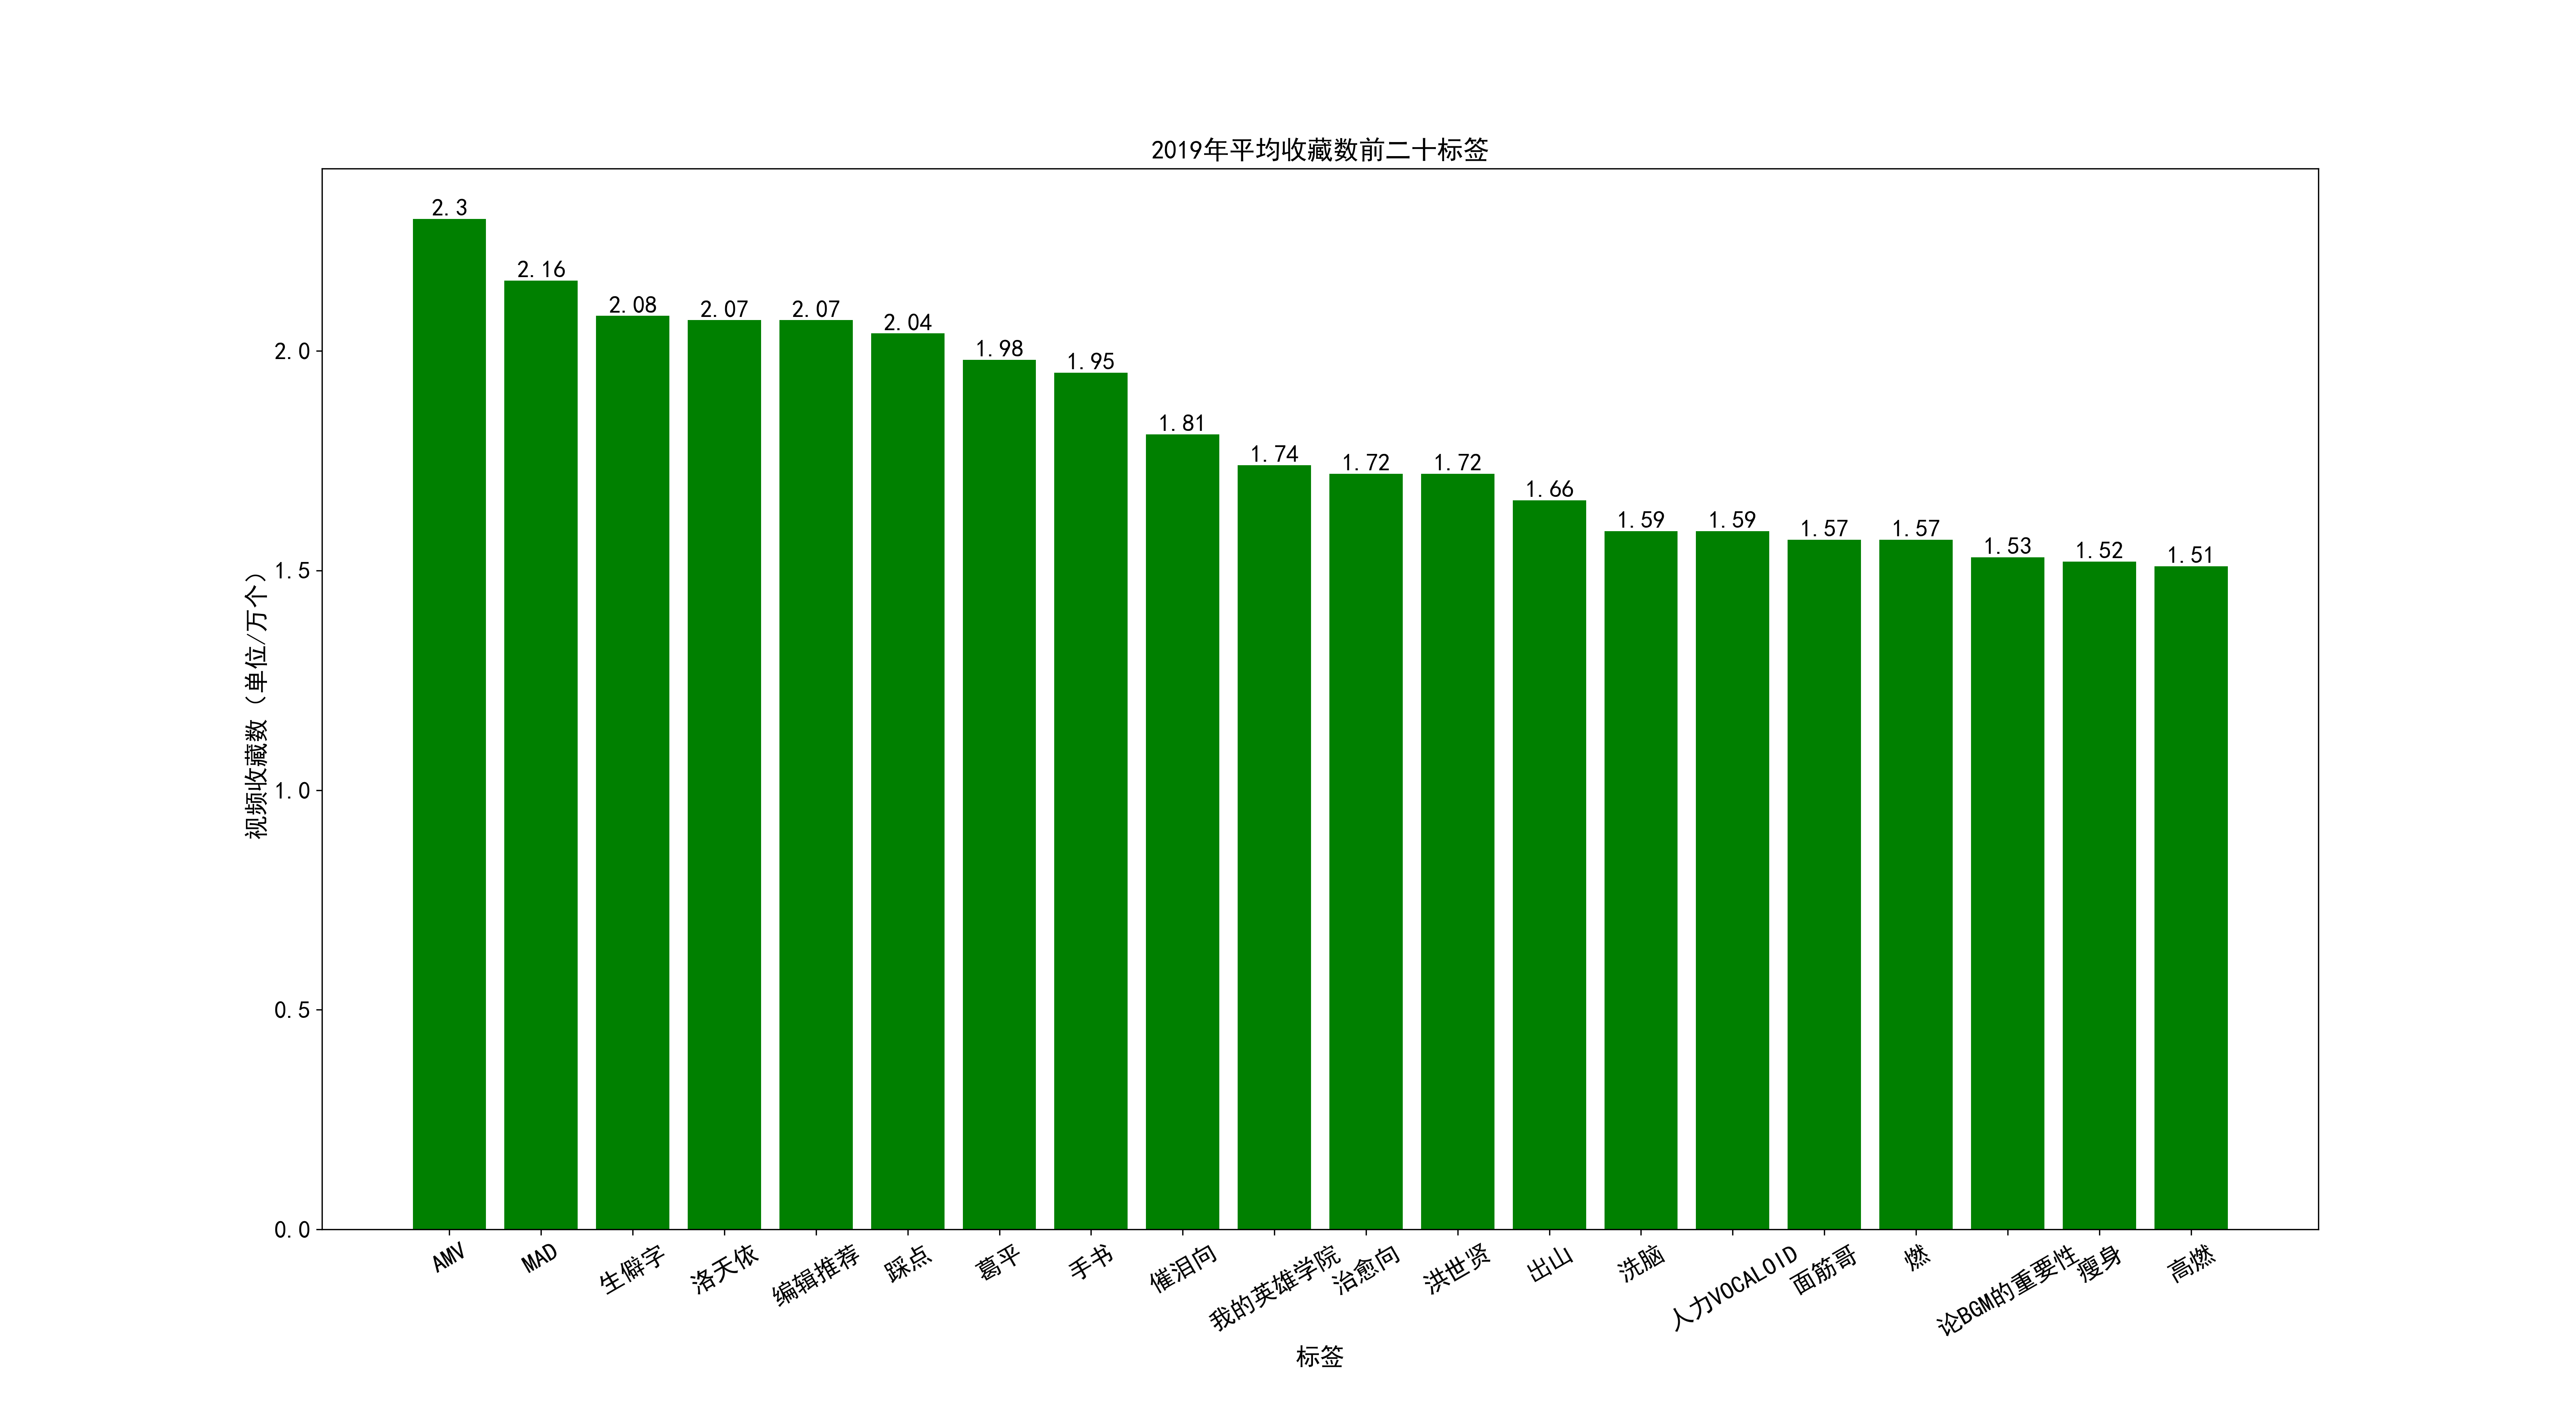 2019年平均收藏数前二十标签
视频收藏数（单位/万个）
2.0
1.5
1.0
0.5
0.0
2.3
2.16
2.08
2.07
2.07
2.04
1.98
1.95
1.81
1.74
1.72
1.72
1.66
1.59
1.59
1.57
1.57
1.53
1.52
1.51
AMV
MAD
生僻字
洛天依
编辑推荐
踩点
葛平
手书
催泪向
我的英雄学院
治愈向
洪世贤
出山
洗脑
人力VOCALOID
面筋哥
燃
论BGM的重要性
瘦身
高燃
标签